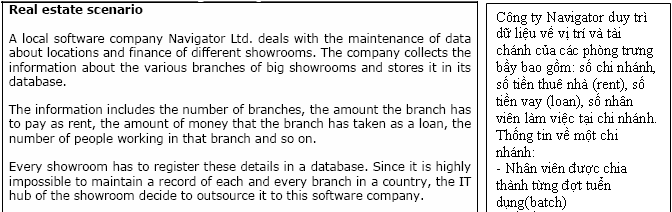 Real estate scenario
A local software company Navigator Ltd. deals with the maintenance of data
about locations and finance of different showrooms. The company collects the
information about the various branches of big showrooms and stores it in its
database.
The information includes the number of branches, the amount the branch has
to pay as rent, the amount of money that the branch has taken as a loan, the
number of people working in that branch and so on.
Every showroom has to register these details in a database. Since it is highly
impossible to maintain a record of each and every branch in a country, the IT
hub of the showroom decide to outsource it to this software company.
Công ty Navigator duy trì
dữ liệu về vị trí và tài
chánh của các phòng trưng
bầy bao gồm: số chi nhánh,
số tiền thuê nhà (rent), số
tiền vay (loan), số nhân
viên làm việc tại chi nhánh.
Thống tin về một chi
nhánh:
- Nhân viên được chia
thành từng đợt tuển
dụng(batch)